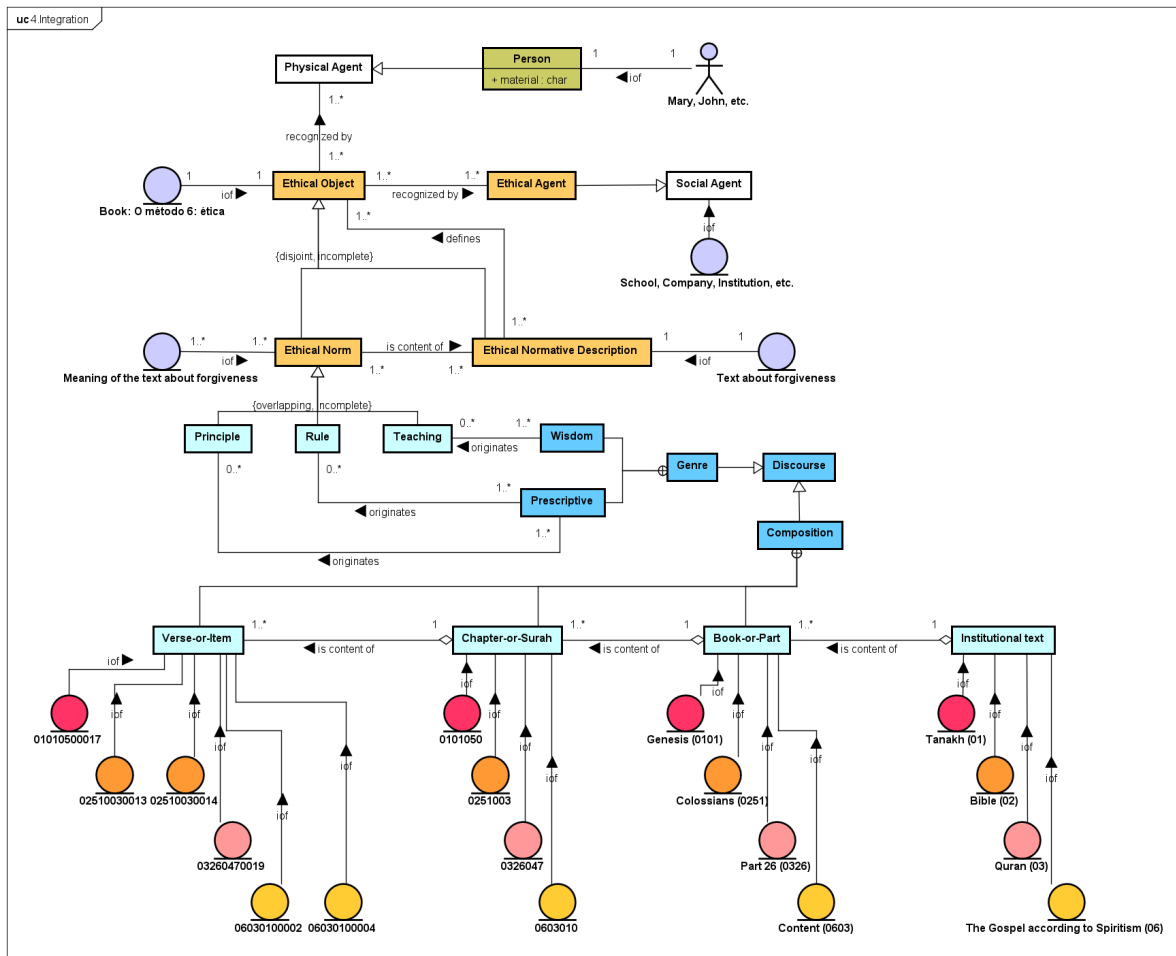 uc 4.Integration
Physical Agent
Person
+ material : char
1
1
iof
Mary, John, etc.
1..*
recognized by
1..*
Book: O método 6: ética
1
1
iof
Ethical Object
1..*
1..*
recognized by
Ethical Agent
Social Agent
iof
School, Company, Institution, etc.
1..*
defines
{disjoint, incomplete}
1..*
Meaning of the text about forgiveness
1..*
1..*
iof
Ethical Norm
is content of
1..*
1..*
Ethical Normative Description
1
1
iof
Text about forgiveness
{overlapping, incomplete}
Principle
Rule
Teaching
0..*
1..*
originates
Wisdom
0..*
0..*
Genre
Discourse
1..*
Prescriptive
originates
1..*
originates
Composition
Verse-or-Item
1..*
1
is content of
Chapter-or-Surah
1..*
1
is content of
Book-or-Part
1..*
1
is content of
Institutional text
iof
iof
iof
iof
iof
iof
01010500017
iof
iof
iof
0101050
iof
iof
iof
Genesis (0101)
iof
iof
iof
Tanakh (01)
iof
iof
iof
iof
iof
iof
02510030013
02510030014
0251003
Colossians (0251)
Bible (02)
03260470019
0326047
Part 26 (0326)
Quran (03)
06030100002
06030100004
0603010
Content (0603)
The Gospel according to Spiritism (06)